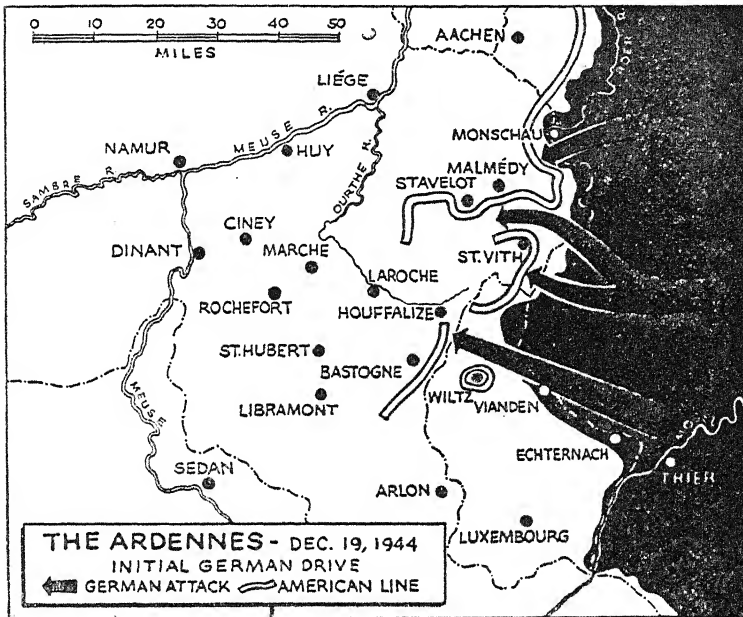 0 10 20 30 40 50
MILES
AACHEN
LIÉGE
MEUSE R.
NAMUR
HUY
SAMBRE R
OURTHE R.
MONSCHAU
ROER R
MALMÉDY
STAVELOT
CINEY
DINANT
MARCHE
ST. VITH
LAROCHE
ROCHEFORT
HOUFFALIZE
ST. HUBERT
BASTOGNE
WILTZ
VIANDEN
LIBRAMONT
MEUSE
ECHTERNACH
THIER
SEDAN
ARLON
LUXEMBOURG
THE ARDENNES - DEC. 19, 1944
INITIAL GERMAN DRIVE
GERMAN ATTACK AMERICAN LINE